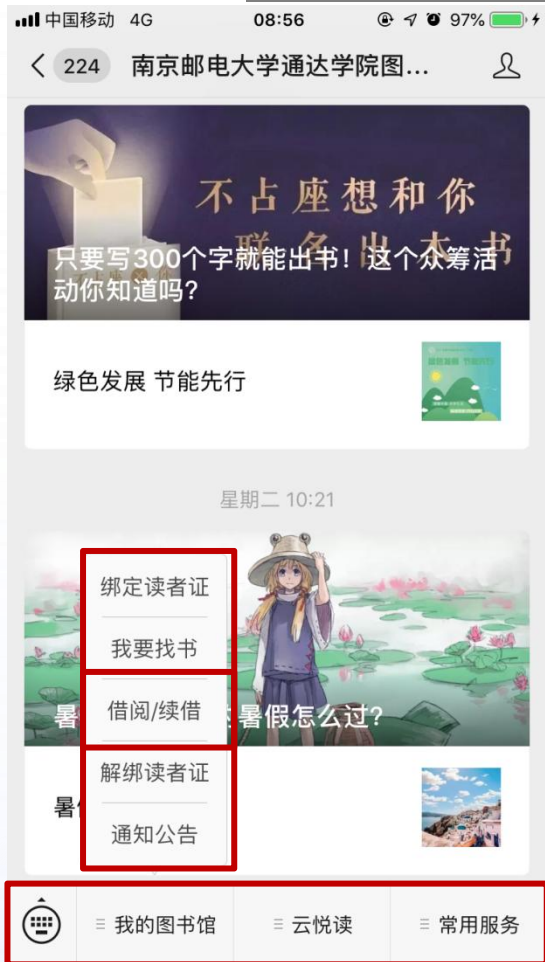 中国移动 4G 08:56 97%
224 南京邮电大学通达学院图...
不占座想和你
联名出本书
只要写300个字就能出书！这个众筹活
动你知道吗？
绿色发展 节能先行
星期二 10:21
绑定读者证
我要找书
借阅/续借
暑假怎么过?
解绑读者证
通知公告
我的图书馆 云悦读 常用服务